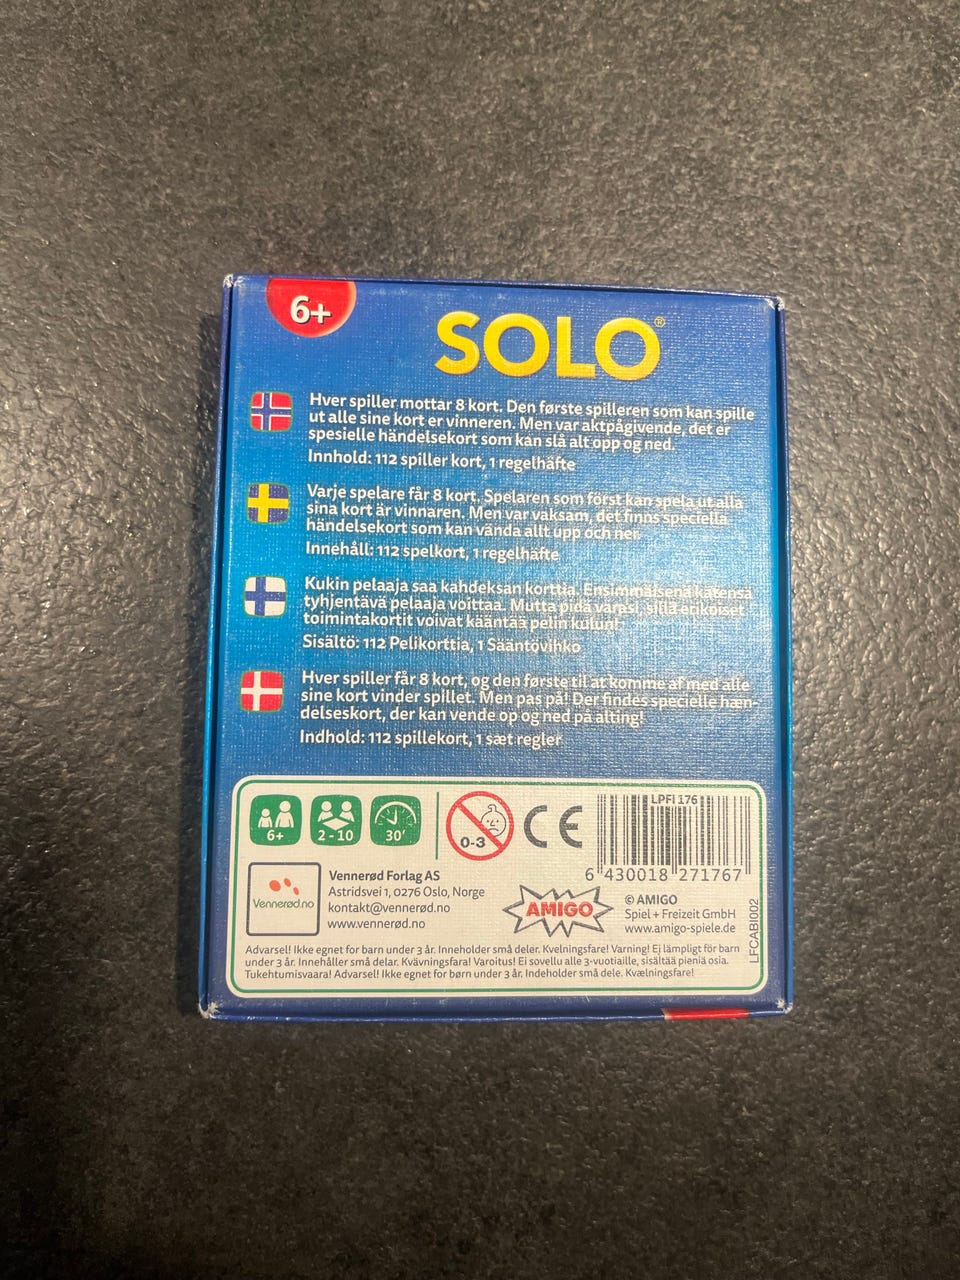 6+
SOLO®
Hver spiller mottar 8 kort. Den første spilleren som kan spille
ut alle sine kort er vinneren. Men var aktpågivende, det er
spesielle händelsekort som kan slå alt opp og ned.
Innhold: 112 spiller kort, 1 regelhäfte
Varje spelare får 8 kort. Spelaren som först kan spela ut alla
sina kort är vinnaren. Men var vaksam, det finns speciella
händelsekort som kan vända allt upp och ner.
Innehåll: 112 spelkort, 1 regelhäfte
Kukin pelaaja saa kahdeksan korttia. Ensimmäisenä kätensä
tyhjentävä pelaaja voittaa. Mutta pidä varasi, sillä erikoiset
toimintakortit voivat kääntää pelin kulun!
Sisältö: 112 Pelikorttia, 1 Sääntövihko
Hver spiller får 8 kort, og den første til at komme af med alle
sine kort vinder spillet. Men pas på! Der findes specielle hæn-
delseskort, der kan vende op og ned på alting!
Indhold: 112 spillekort, 1 sæt regler
6+
2 - 10
30'
0-3
CE
LPFI 176
6 430018 271767
Vennerød.no
Vennerød Forlag AS
Astridsvei 1, 0276 Oslo, Norge
kontakt@vennerød.no
www.vennerød.no
AMIGO
© AMIGO
Spiel + Freizeit GmbH
www.amigo-spiele.de
LFCABI002
Advarsel! Ikke egnet for barn under 3 år. Inneholder små deler. Kvelningsfare! Varning! Ej lämpligt för barn
under 3 år. Innehåller små delar. Kvävningsfara! Varoitus! Ei sovellu alle 3-vuotiaille, sisältää pieniä osia.
Tukehtumisvaara! Advarsel! Ikke egnet for børn under 3 år. Indeholder små dele. Kvælningsfare!